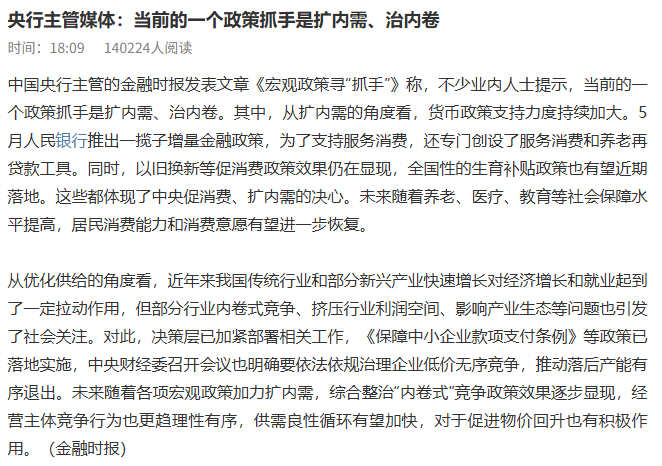 央行主管媒体：当前的一个政策抓手是扩内需、治内卷
时间：18:09 140224人阅读
中国央行主管的金融时报发表文章《宏观政策寻“抓手”》称，不少业内人士提示，当前的一
个政策抓手是扩内需、治内卷。其中，从扩内需的角度看，货币政策支持力度持续加大。5
月人民银行推出一揽子增量金融政策，为了支持服务消费，还专门创设了服务消费和养老再
贷款工具。同时，以旧换新等促消费政策效果仍在显现，全国性的生育补贴政策也有望近期
落地。这些都体现了中央促消费、扩内需的决心。未来随着养老、医疗、教育等社会保障水
平提高，居民消费能力和消费意愿有望进一步恢复。
从优化供给的角度看，近年来我国传统行业和部分新兴产业快速增长对经济增长和就业起到
了一定拉动作用，但部分行业内卷式竞争、挤压行业利润空间、影响产业生态等问题也引发
了社会关注。对此，决策层已加紧部署相关工作，《保障中小企业款项支付条例》等政策已
落地实施，中央财经委召开会议也明确要依法依规治理企业低价无序竞争，推动落后产能有
序退出。未来随着各项宏观政策加力扩内需，综合整治“内卷式”竞争政策效果逐步显现，经
营主体竞争行为也更趋理性有序，供需良性循环有望加快，对于促进物价回升也有积极作
用。（金融时报）